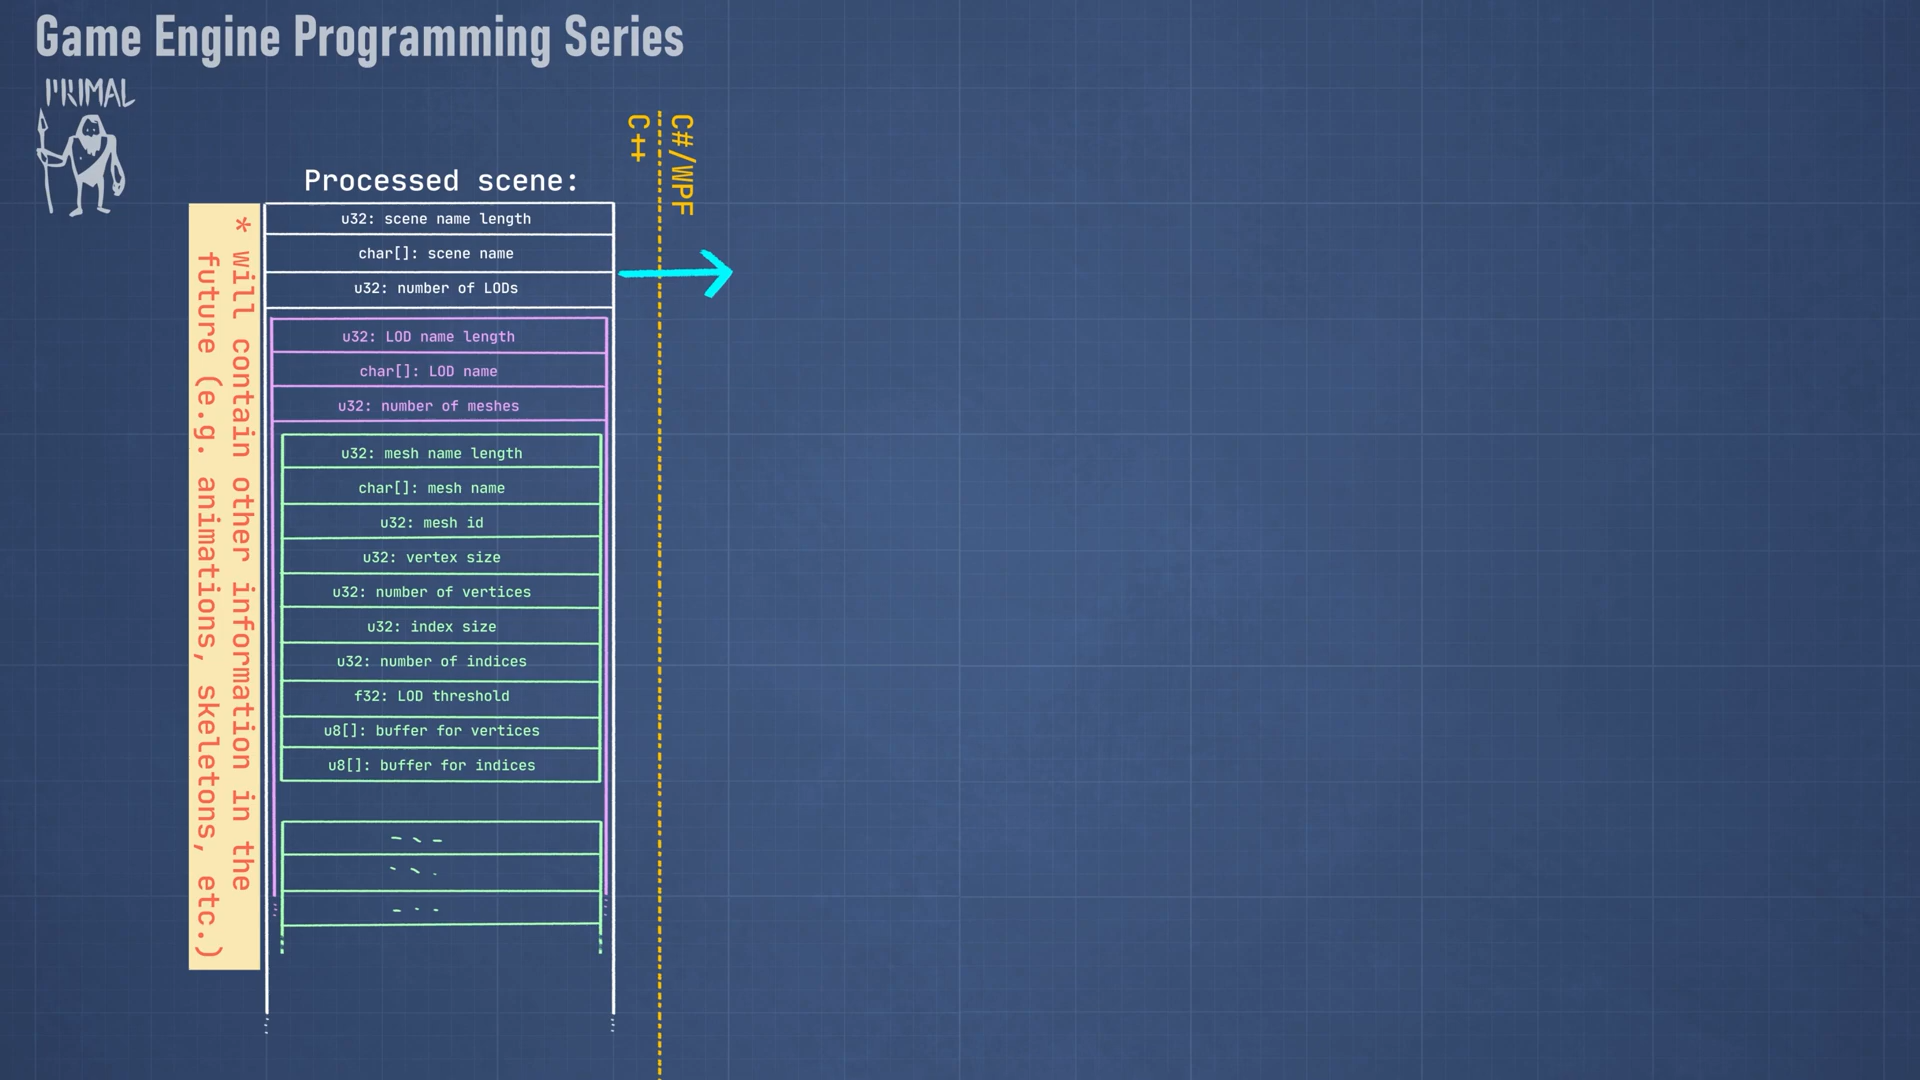 Game Engine Programming Series
PRIMAL
C++
C#/WPF
Processed scene:
u32: scene name length
char[]: scene name
u32: number of LODs
u32: LOD name length
char[]: LOD name
u32: number of meshes
u32: mesh name length
char[]: mesh name
u32: mesh id
u32: vertex size
u32: number of vertices
u32: index size
u32: number of indices
f32: LOD threshold
u8[]: buffer for vertices
u8[]: buffer for indices
* will contain other information in the
future (e.g. animations, skeletons, etc.)